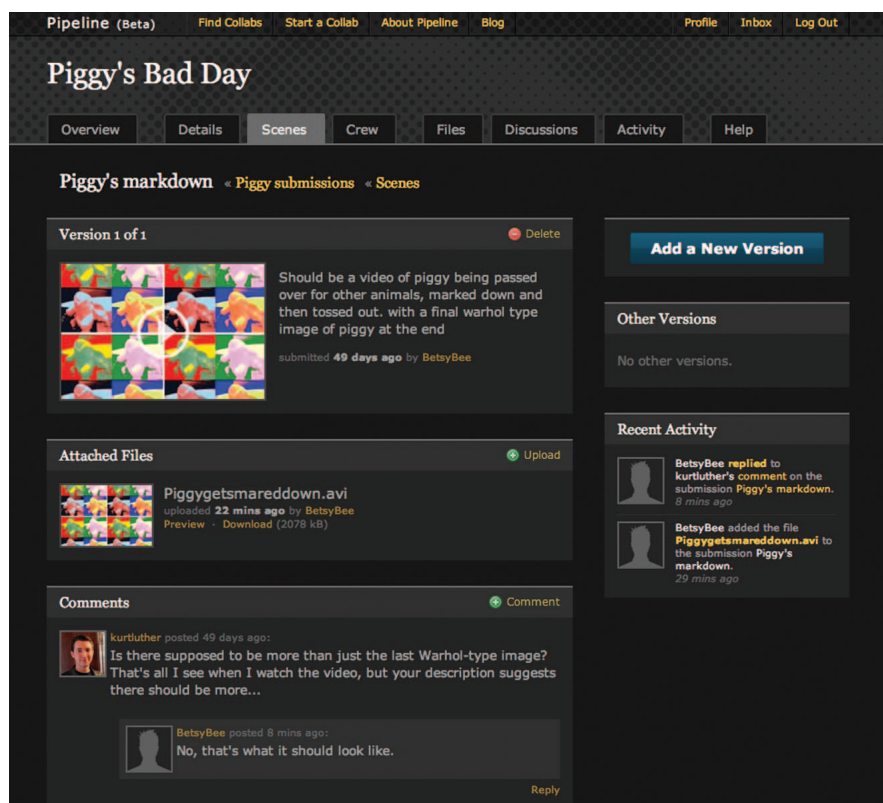 Pipeline (Beta) Find Collabs Start a Collab About Pipeline Blog Profile Inbox Log Out
Piggy's Bad Day
Overview Details Scenes Crew Files Discussions Activity Help
Piggy's markdown « Piggy submissions « Scenes
Version 1 of 1 Delete
Should be a video of piggy being passed
over for other animals, marked down and
then tossed out. with a final warhol type
image of piggy at the end
submitted 49 days ago by BetsyBee
Attached Files Upload
Piggygetsmareddown.avi
uploaded 22 mins ago by BetsyBee
Preview · Download (2078 kB)
Comments Comment
kurtluther posted 49 days ago:
Is there supposed to be more than just the last Warhol-type image?
That's all I see when I watch the video, but your description suggests
there should be more...
BetsyBee posted 8 mins ago:
No, that's what it should look like.
Reply
Add a New Version
Other Versions
No other versions.
Recent Activity
BetsyBee replied to
kurtluther's comment on the
submission Piggy's markdown.
8 mins ago
BetsyBee added the file
Piggygetsmareddown.avi to
the submission Piggy's
markdown.
29 mins ago